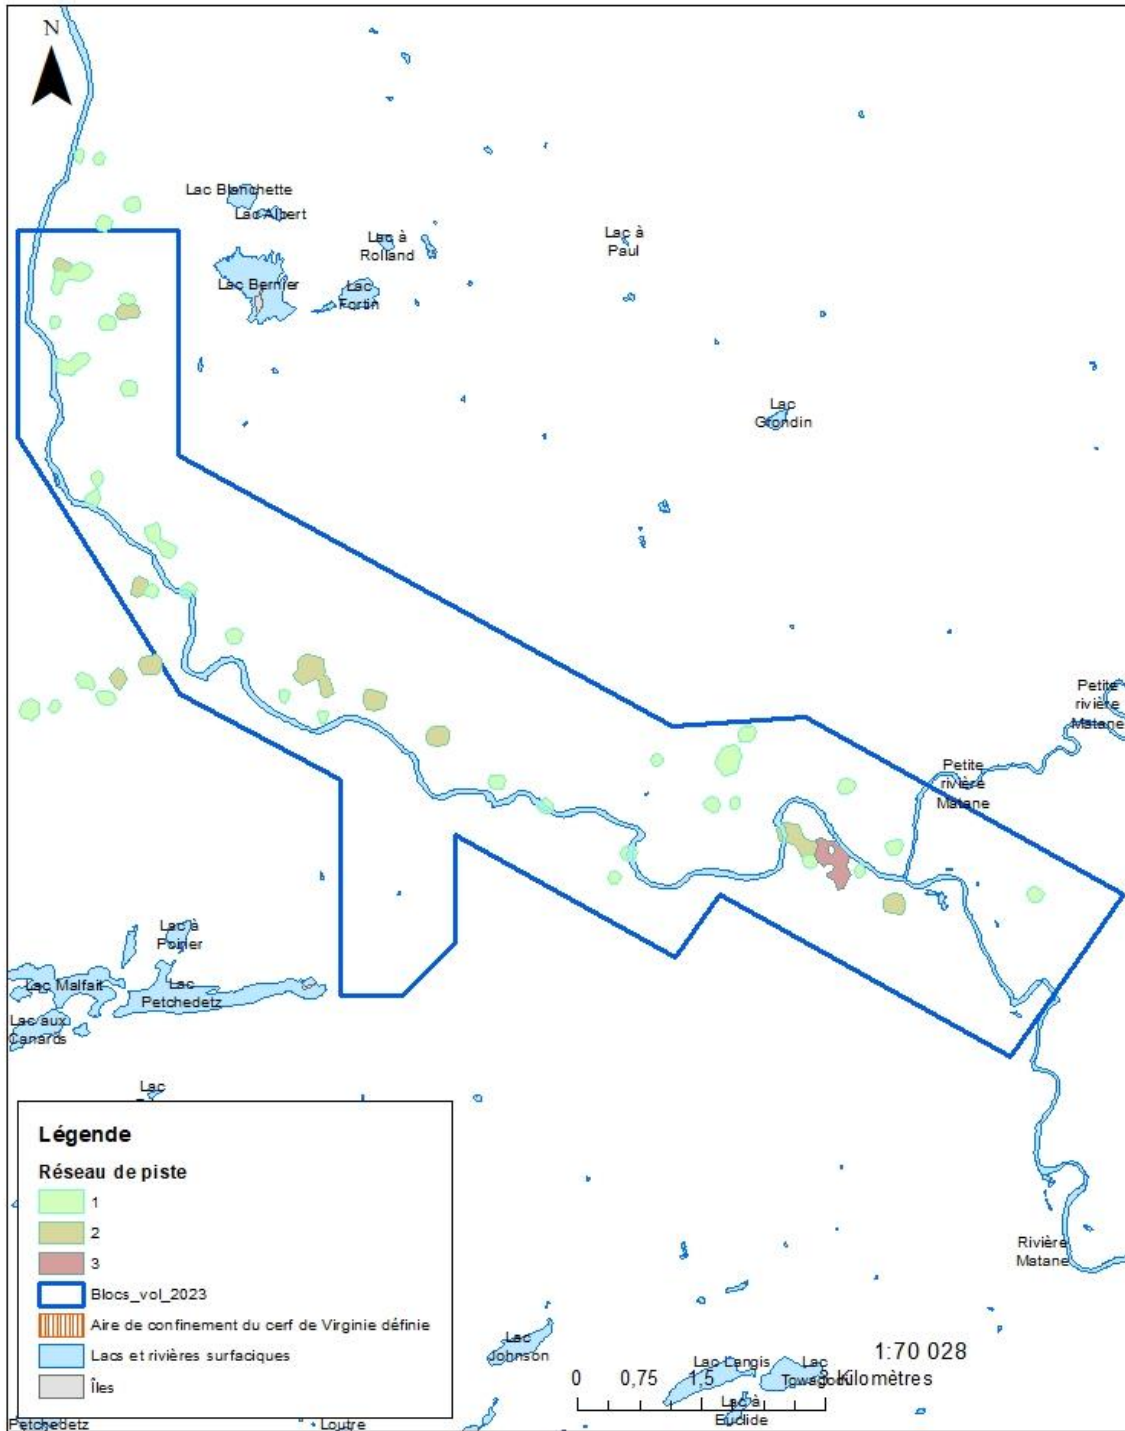 N
Lac Blanchette
Lac Albert
Lac à
Rolland
Lac à
Paul
Lac Bernier
Lac
Fortin
Lac
Grondin
Petite
rivière
Matane
Petite
rivière
Matane
Lac à
Poirier
Lac Malfait
Lac
Petchedetz
Lac aux
Canards
Lac
Légende
Réseau de piste
1
2
3
Blocs_vol_2023
Aire de confinement du cerf de Virginie définie
Lacs et rivières surfaciques
Îles
Rivière
Matane
Lac
Johnson
1:70 028
Lac Langis
Lac
0 0,75 1,5 3 Kilomètres
Lac à
Euclide
Petchedetz
Loutre